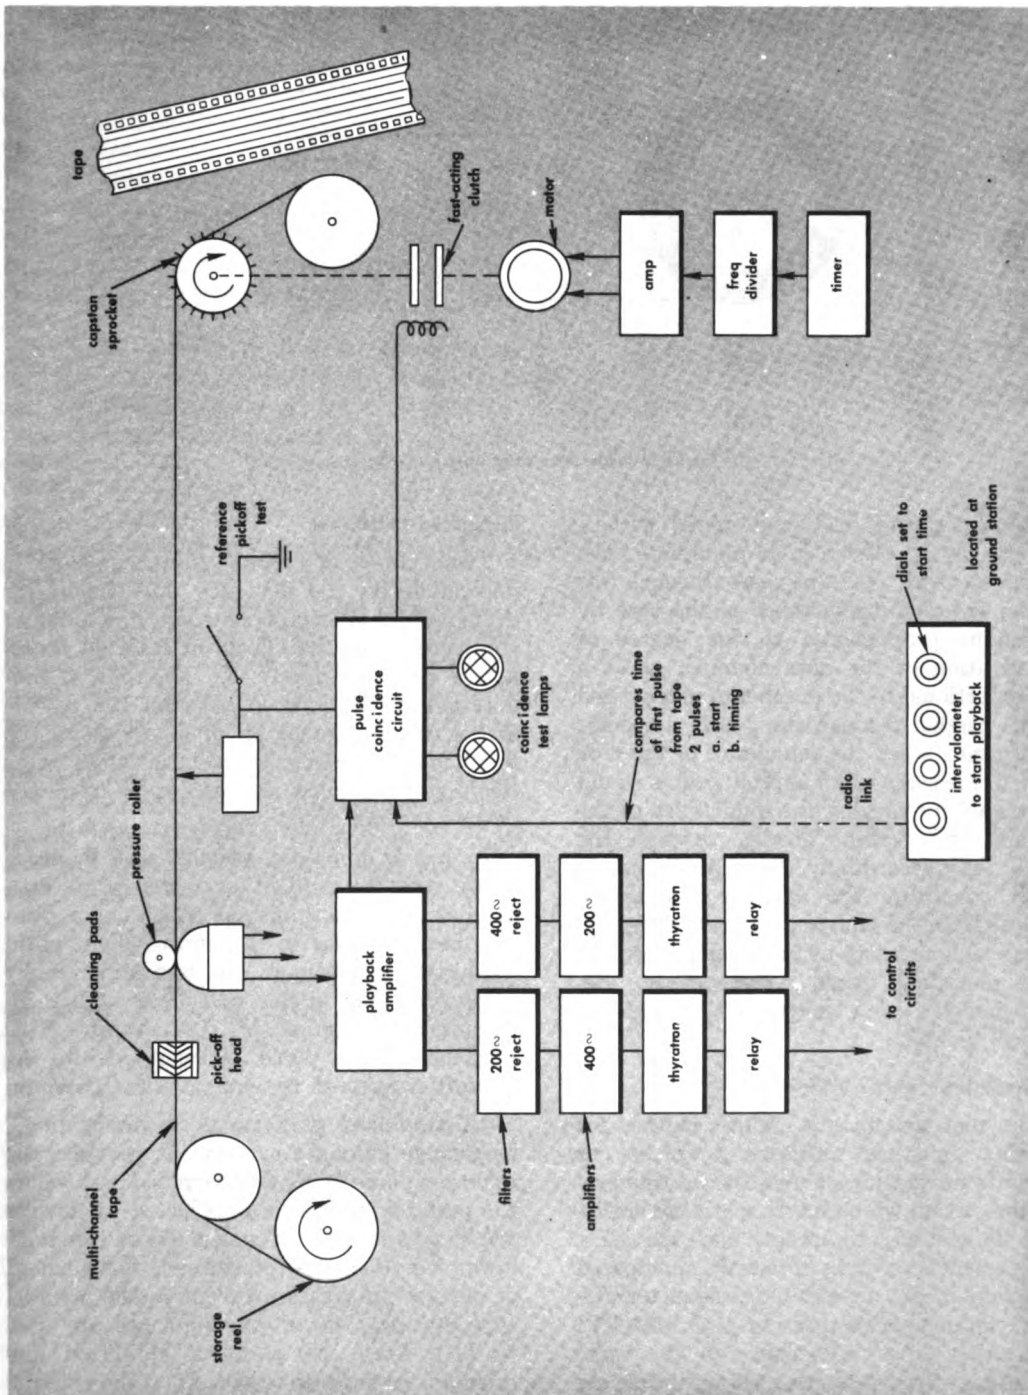 tape
capstan
sprocket
fast-acting
clutch
motor
amp
freq
divider
timer
reference
pickoff
test
pulse
coincidence
circuit
coincidence
test lamps
compares time
of first pulse
from tape
2 pulses
a. start
b. timing
radio
link
dials set to
start time
located at
ground station
intervalometer
to start playback
pressure roller
cleaning pads
pick-off
head
multi-channel
tape
storage
reel
playback
amplifier
filters
200~
reject
400~
reject
amplifiers
400~
200~
thyratron
thyratron
relay
relay
to control
circuits